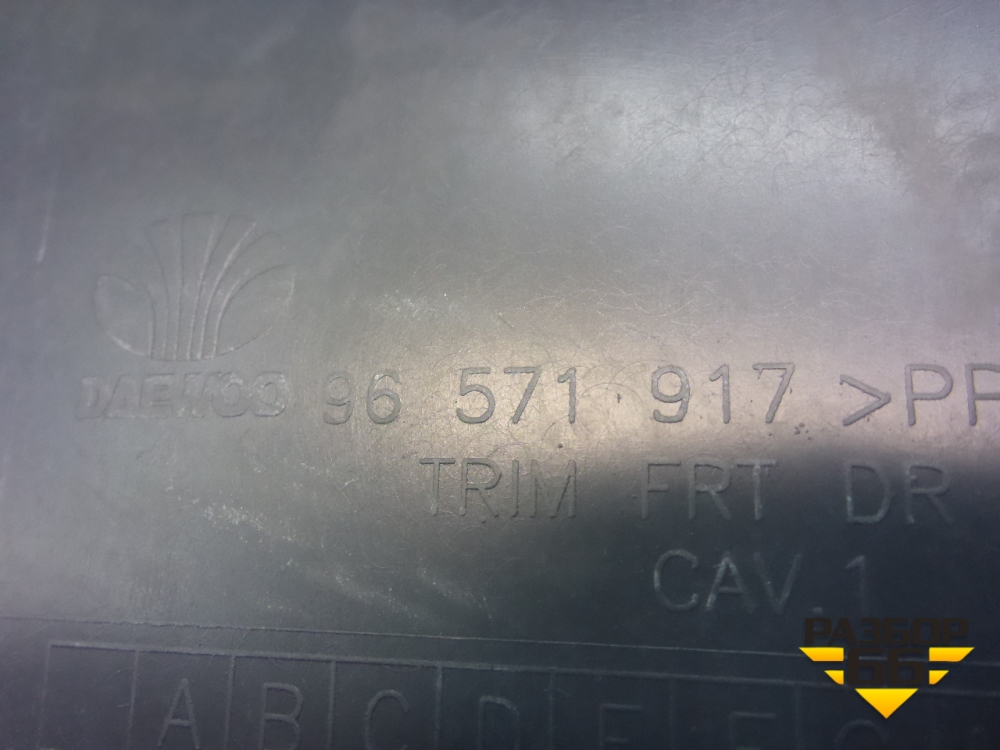 DAEWOO 96 571 917 >PP
TRIM FRT DR
CAV.1
A B C D E F G
РАЗБОР
66